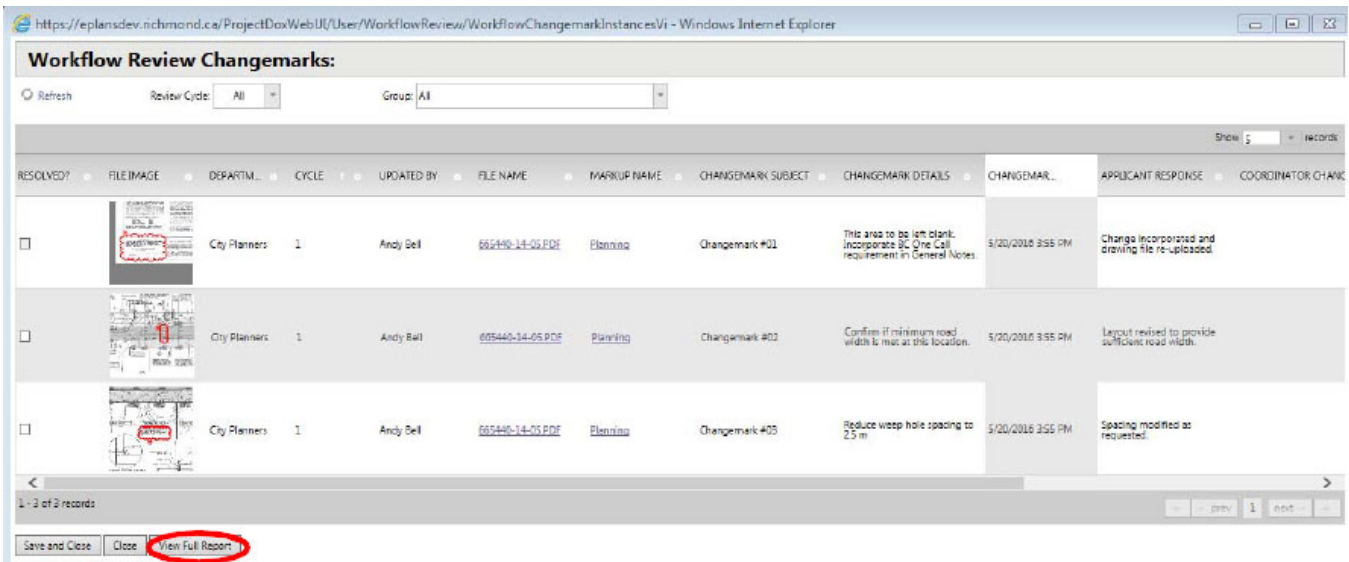 https://eplansdev.richmond.ca/ProjectDoxWebUI/User/WorkflowReview/WorkflowChangemarkInstancesVi - Windows Internet Explorer
Workflow Review Changemarks:
Refresh Review Cycle: All Group: All
Show 5 records
RESOLVED? FILE IMAGE DEPARTM... CYCLE UPDATED BY FILE NAME MARKUP NAME CHANGEMARK SUBJECT CHANGEMARK DETAILS CHANGEMAR... APPLICANT RESPONSE COORDINATOR CHANG
City Planners 1 Andy Bell 665440-14-05.PDF Planning Changemark #01 This area to be left blank. 5/20/2016 3:55 PM Change incorporated and
Incorporate BC One Call drawing file re-uploaded.
requirement in General Notes.
City Planners 1 Andy Bell 665440-14-05.PDF Planning Changemark #02 Confirm if minimum road 5/20/2016 3:55 PM Layout revised to provide
width is met at this location. sufficient road width.
City Planners 1 Andy Bell 665440-14-05.PDF Planning Changemark #03 Reduce weep hole spacing to 5/20/2016 3:55 PM Spacing modified as
2.5 m requested.
1 - 3 of 3 records prev 1 next
Save and Close Close View Full Report